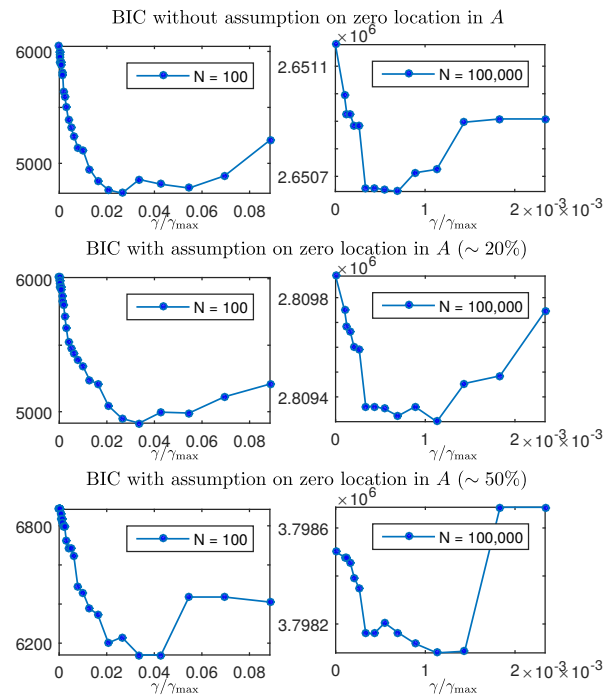 BIC without assumption on zero location in A
× 10^6
6000
5000
N = 100
0 0.02 0.04 0.06 0.08
γ/γmax
2.6511
2.6507
N = 100,000
0 1 2 ×10^-3 ×10^-3
γ/γmax
BIC with assumption on zero location in A (∼ 20%)
× 10^6
6000
5000
N = 100
0 0.02 0.04 0.06 0.08
γ/γmax
2.8098
2.8094
N = 100,000
0 1 2 ×10^-3 ×10^-3
γ/γmax
BIC with assumption on zero location in A (∼ 50%)
× 10^6
6800
6200
N = 100
0 0.02 0.04 0.06 0.08
γ/γmax
3.7986
3.7982
N = 100,000
0 1 2 ×10^-3 ×10^-3
γ/γmax